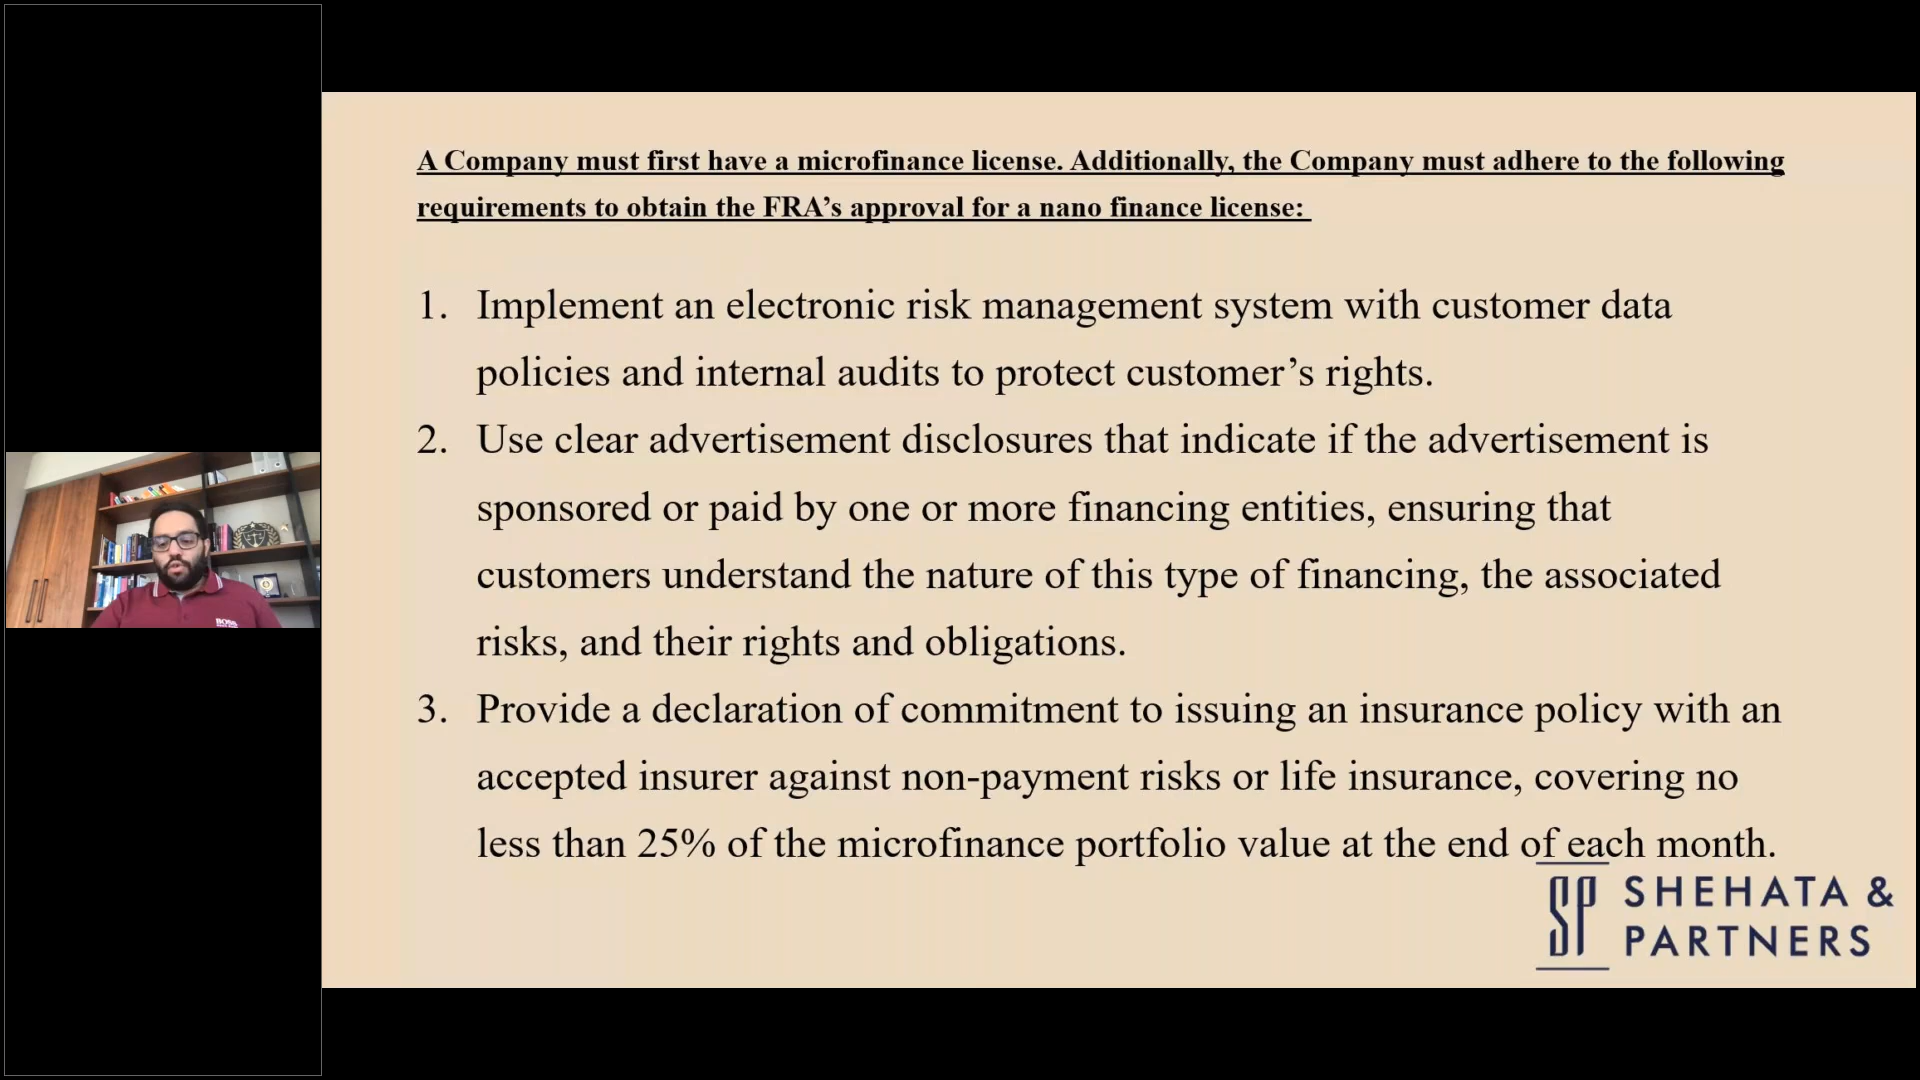 A Company must first have a microfinance license. Additionally, the Company must adhere to the following
requirements to obtain the FRA’s approval for a nano finance license:
1. Implement an electronic risk management system with customer data
policies and internal audits to protect customer’s rights.
2. Use clear advertisement disclosures that indicate if the advertisement is
sponsored or paid by one or more financing entities, ensuring that
customers understand the nature of this type of financing, the associated
risks, and their rights and obligations.
3. Provide a declaration of commitment to issuing an insurance policy with an
accepted insurer against non-payment risks or life insurance, covering no
less than 25% of the microfinance portfolio value at the end of each month.
SP
SHEHATA &
PARTNERS
BOSS